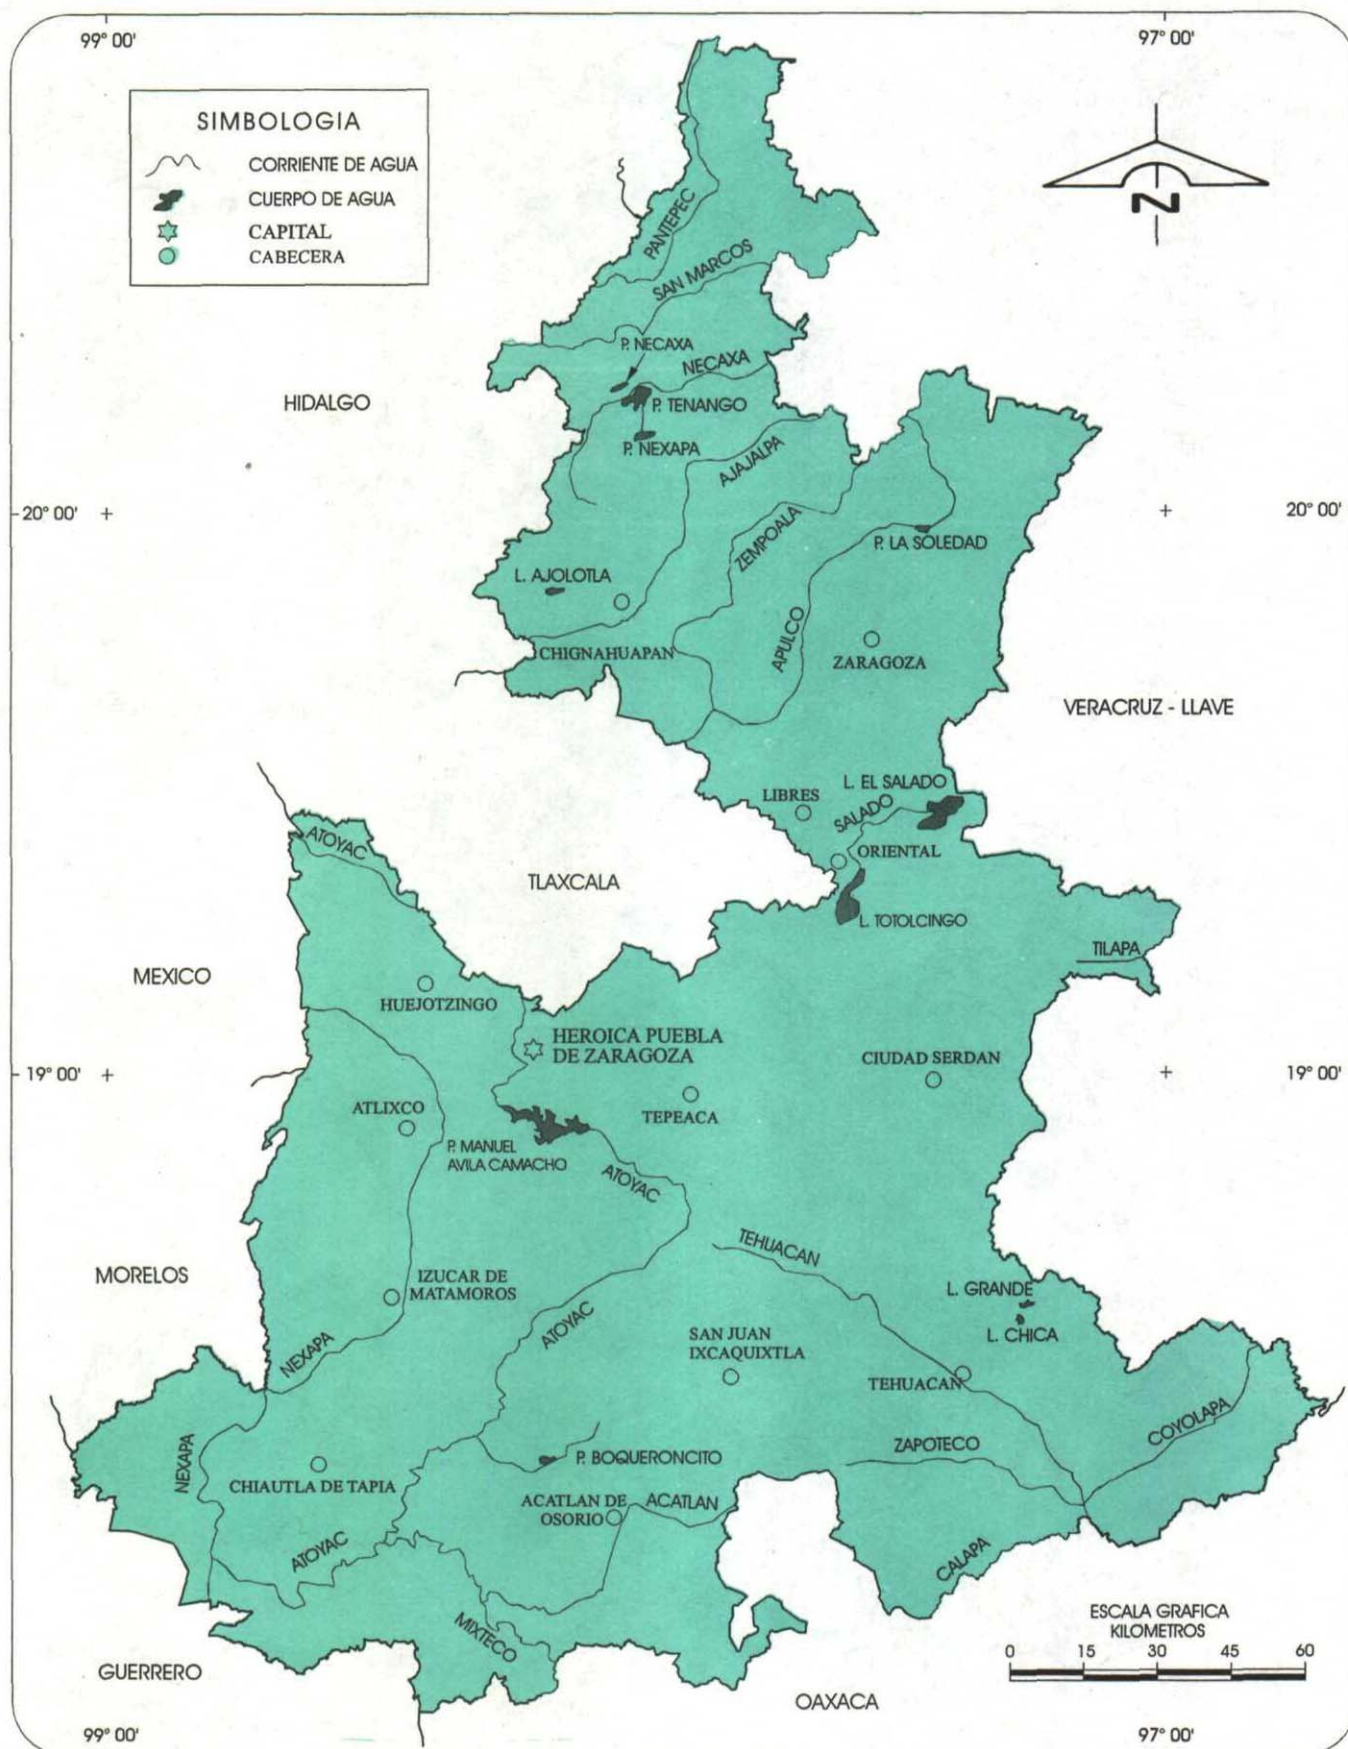 99° 00'
97° 00'
SIMBOLOGIA
CORRIENTE DE AGUA
CUERPO DE AGUA
CAPITAL
CABECERA
N
PANTEPEC
SAN MARCOS
P. NECAXA
NECAXA
HIDALGO
P. TENANGO
P. NEXAPA
AJAJALPA
20° 00'
20° 00'
ZEMPOALA
P. LA SOLEDAD
L. AJOLOTLA
APULCO
CHIGNAHUAPAN
ZARAGOZA
VERACRUZ - LLAVE
L. EL SALADO
LIBRES
SALADO
ATOYAC
ORIENTAL
TLAXCALA
L. TOTOLCINGO
TILAPA
MEXICO
HUEJOTZINGO
HEROICA PUEBLA
DE ZARAGOZA
CIUDAD SERDAN
19° 00'
19° 00'
ATLIXCO
TEPEACA
P. MANUEL
AVILA CAMACHO
ATOYAC
TEHUACAN
MORELOS
IZUCAR DE
MATAMOROS
L. GRANDE
L. CHICA
ATOYAC
SAN JUAN
IXCAQUIXTLA
NEXAPA
TEHUACAN
COYOLAPA
NEXAPA
ZAPOTECO
P. BOQUERONCITO
CHIAUTLA DE TAPIA
ACATLAN DE
OSORIO
ACATLAN
ATOYAC
CALAPA
MIXTECO
ESCALA GRAFICA
KILOMETROS
0 15 30 45 60
GUERRERO
OAXACA
99° 00'
97° 00'